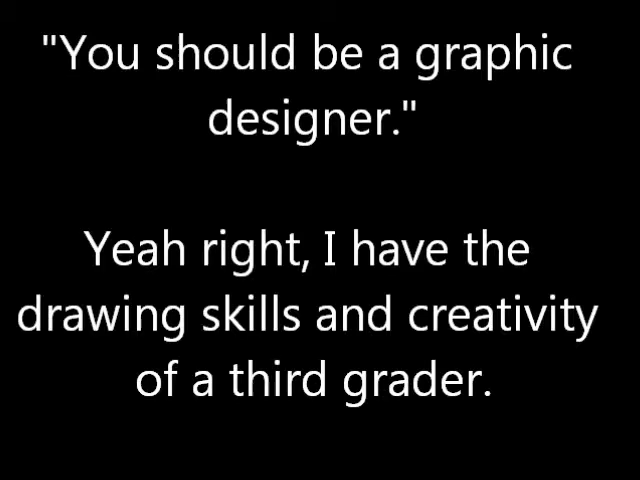 "You should be a graphic
designer."
Yeah right, I have the
drawing skills and creativity
of a third grader.